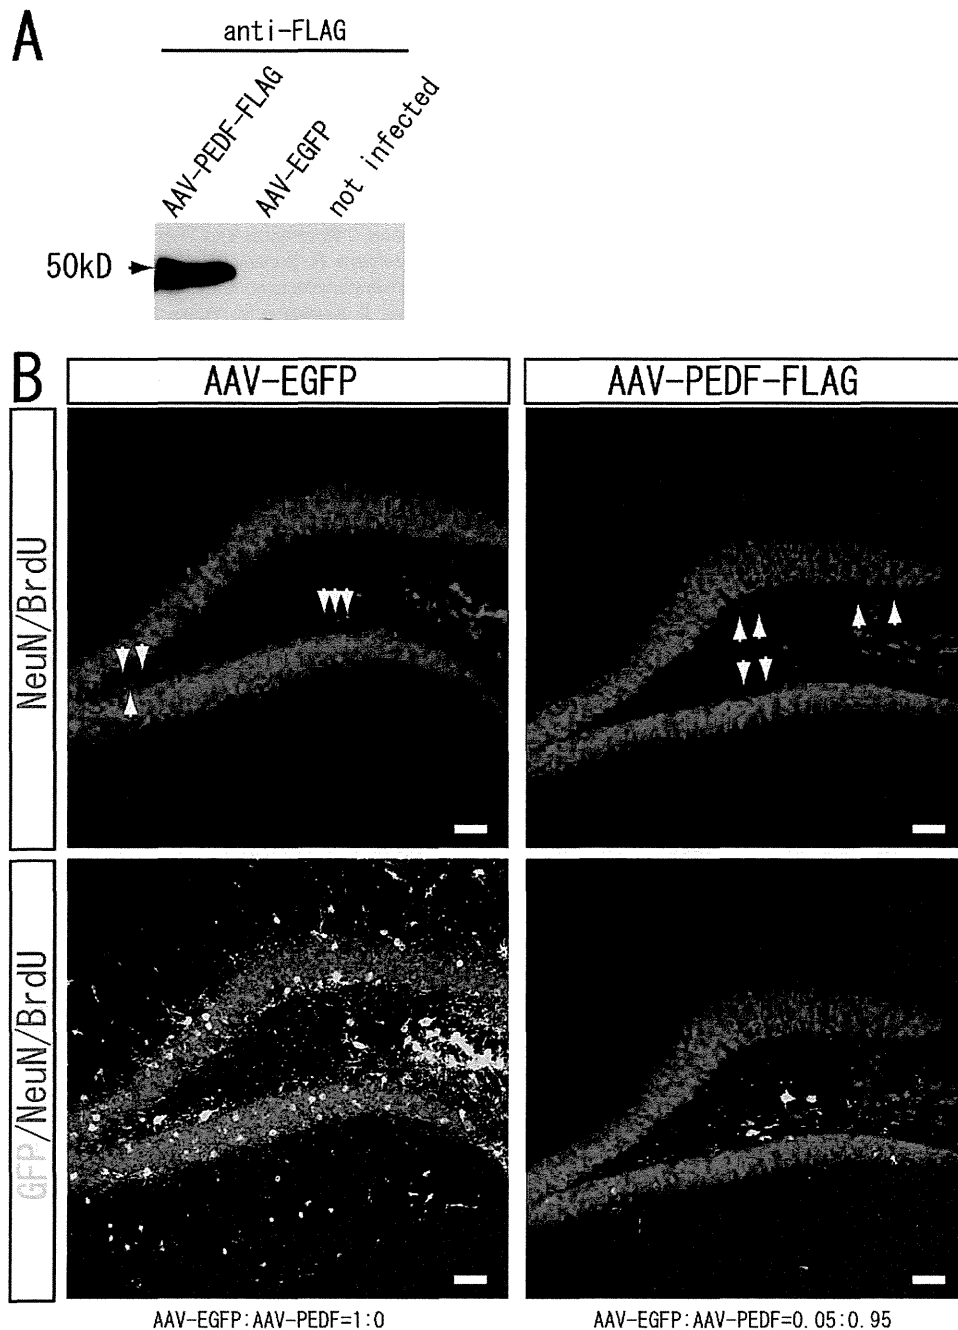 A
anti-FLAG
AAV-PEDF-FLAG
AAV-EGFP
not infected
50kD
B
AAV-EGFP
AAV-PEDF-FLAG
NeuN/BrdU
GFP/NeuN/BrdU
AAV-EGFP:AAV-PEDF=1:0
AAV-EGFP:AAV-PEDF=0.05:0.95